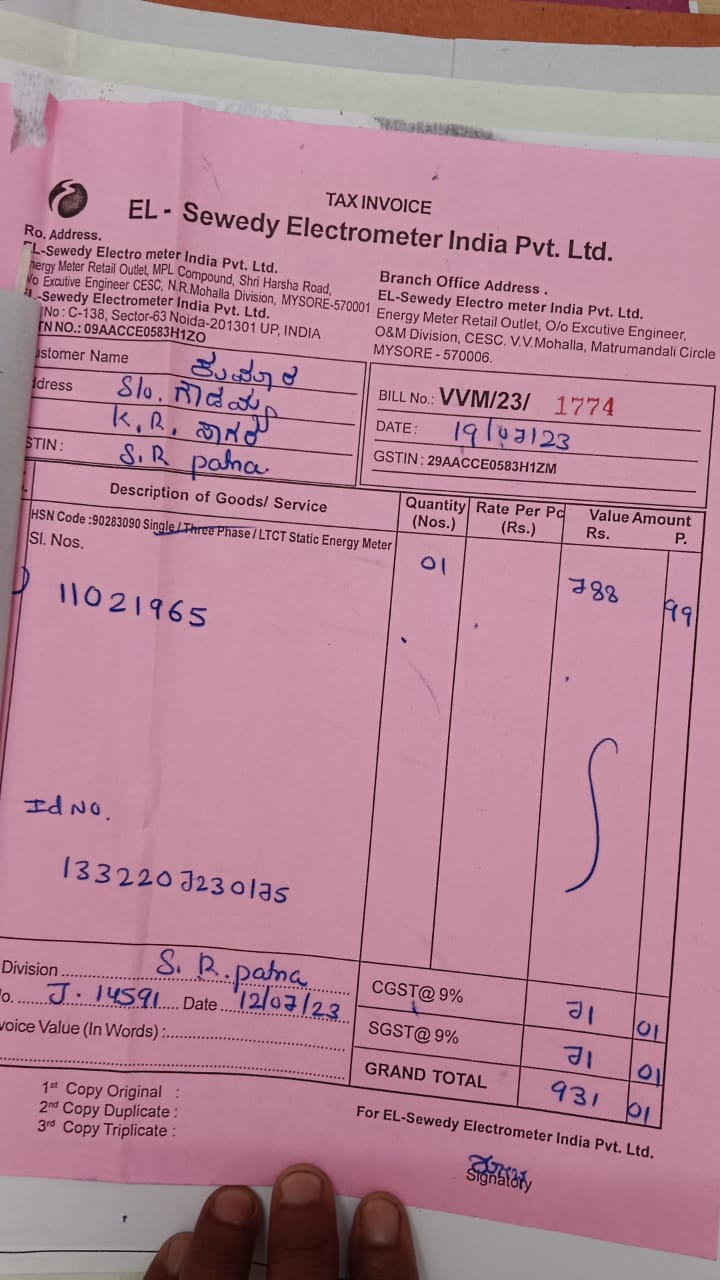 TAX INVOICE
EL - Sewedy Electrometer India Pvt. Ltd.
Ro. Address.
EL-Sewedy Electro meter India Pvt. Ltd.
nergy Meter Retail Outlet, MPL Compound, Shri Harsha Road,
/o Excutive Engineer CESC, N.R.Mohalla Division, MYSORE-570001
L-Sewedy Electrometer India Pvt. Ltd.
No : C-138, Sector-63 Noida-201301 UP, INDIA
TN NO.: 09AACCE0583H1ZO
Branch Office Address .
EL-Sewedy Electro meter India Pvt. Ltd.
Energy Meter Retail Outlet, O/o Excutive Engineer,
O&M Division, CESC. V.V.Mohalla, Matrumandali Circle
MYSORE - 570006.
ustomer Name ಕುಮಾರ
ddress S/o.
K.R. ನಗರ
STIN : S.R patna
BILL No.: VVM/23/ 1774
DATE : 19/07/23
GSTIN : 29AACCE0583H1ZM
Description of Goods/ Service Quantity (Nos.) Rate Per Pc (Rs.) Value Amount Rs. P.
HSN Code :90283090 Single / Three Phase / LTCT Static Energy Meter
Sl. Nos.
01 788 99
11021965
Id No.
1332207230175
Division S. R. patna
o. J. 14591 Date 12/07/23
voice Value (In Words) :
CGST@ 9% 71 01
SGST@ 9% 71 01
GRAND TOTAL 931 01
1st Copy Original :
2nd Copy Duplicate :
3rd Copy Triplicate :
For EL-Sewedy Electrometer India Pvt. Ltd.
Signatory